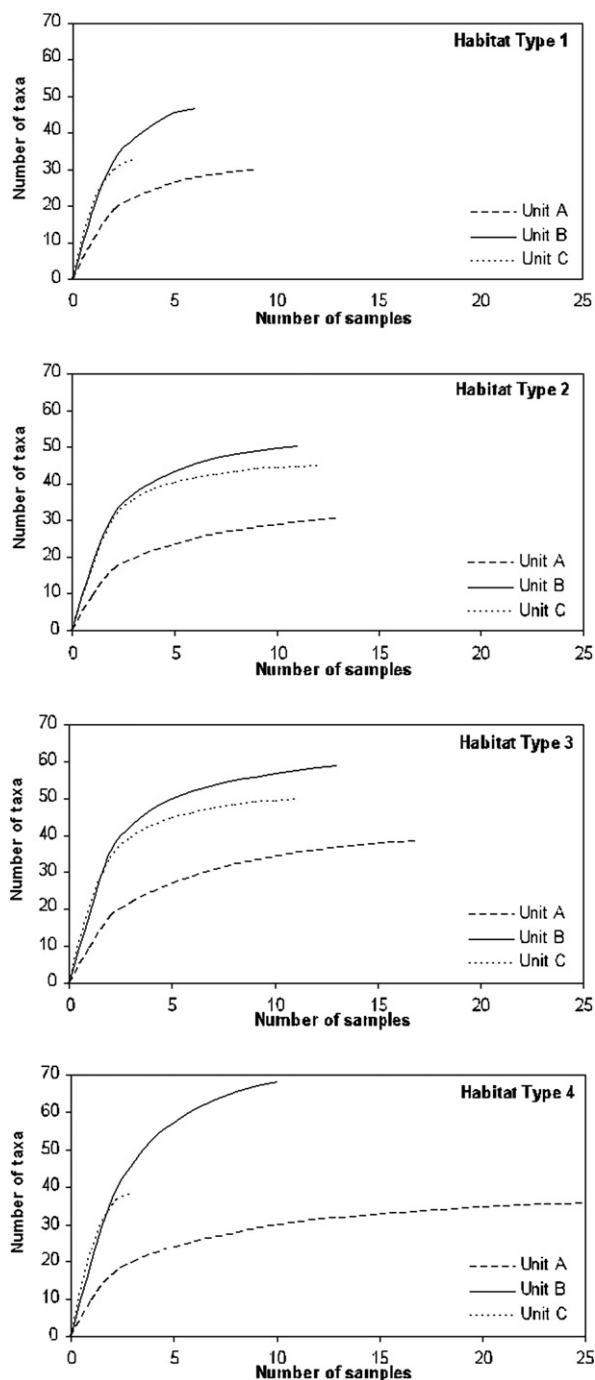 Habitat Type 1
Number of taxa
70
60
50
40
30
20
10
0
Unit A
Unit B
Unit C
0 5 10 15 20 25
Number of samples
Habitat Type 2
Number of taxa
70
60
50
40
30
20
10
0
Unit A
Unit B
Unit C
0 5 10 15 20 25
Number of samples
Habitat Type 3
Number of taxa
70
60
50
40
30
20
10
0
Unit A
Unit B
Unit C
0 5 10 15 20 25
Number of samples
Habitat Type 4
Number of taxa
70
60
50
40
30
20
10
0
Unit A
Unit B
Unit C
0 5 10 15 20 25
Number of samples